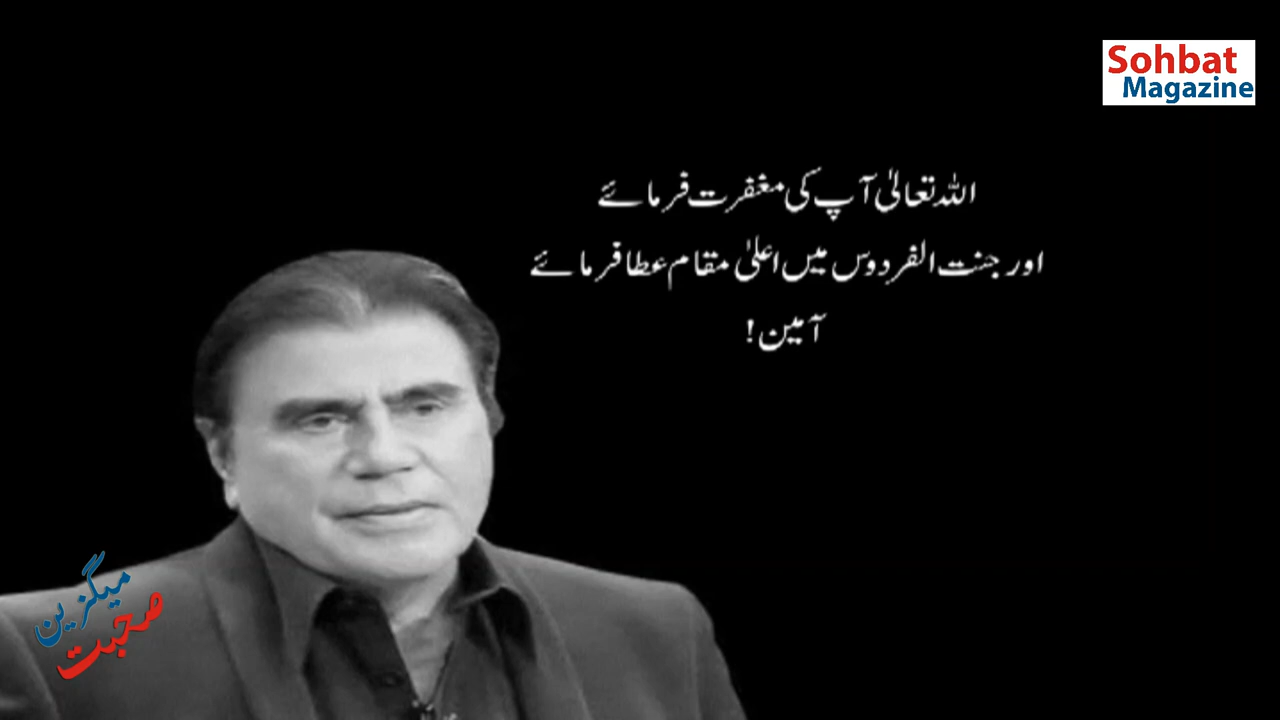 Sohbat
Magazine
اللہ تعالیٰ آپ کی مغفرت فرمائے
اور جنت الفردوس میں اعلیٰ مقام عطا فرمائے
آمین!
میگزین
صحبت